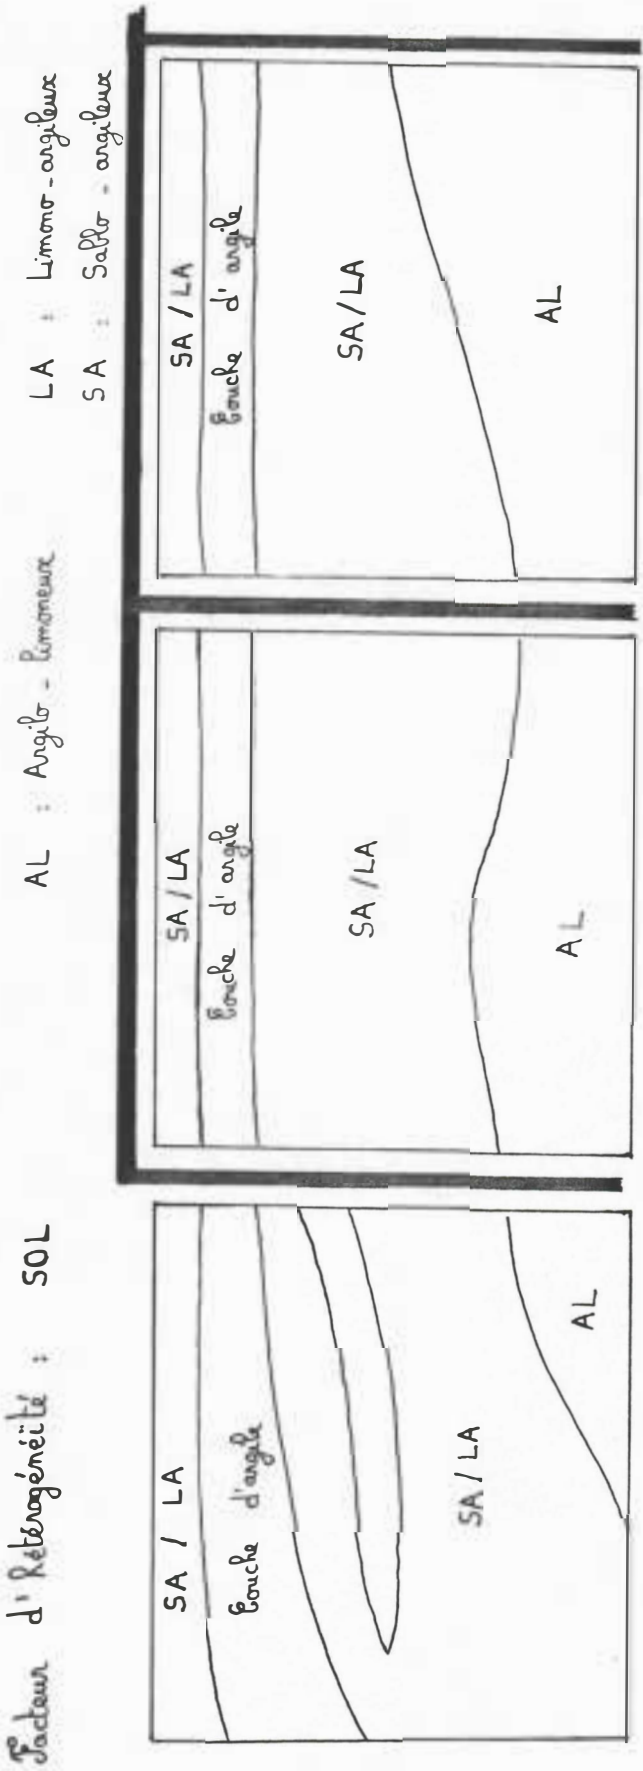 Facteur d'hétérogénéïté : SOL
AL : Argilo-limoneux
LA : Limono-argileux
SA : Sablo-argileux
SA / LA
Couche d'argile
SA / LA
AL
SA / LA
Couche d'argile
SA / LA
AL
SA / LA
Couche d'argile
SA / LA
AL